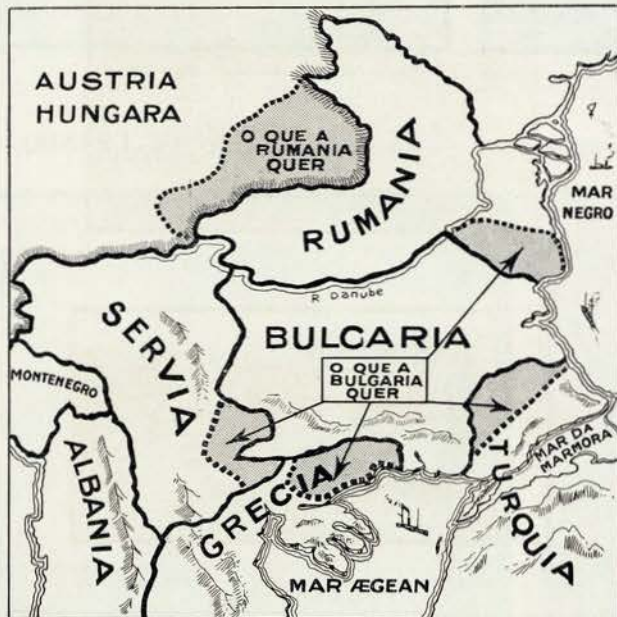 AUSTRIA
HUNGARA
O QUE A
RUMANIA
QUER
RUMANIA
MAR
NEGRO
R Danube
SERVIA
BULGARIA
O QUE A
BULGARIA
QUER
MONTENEGRO
ALBANIA
GRECIA
MAR DA
MARMORA
TURQUIA
MAR ÆGEAN